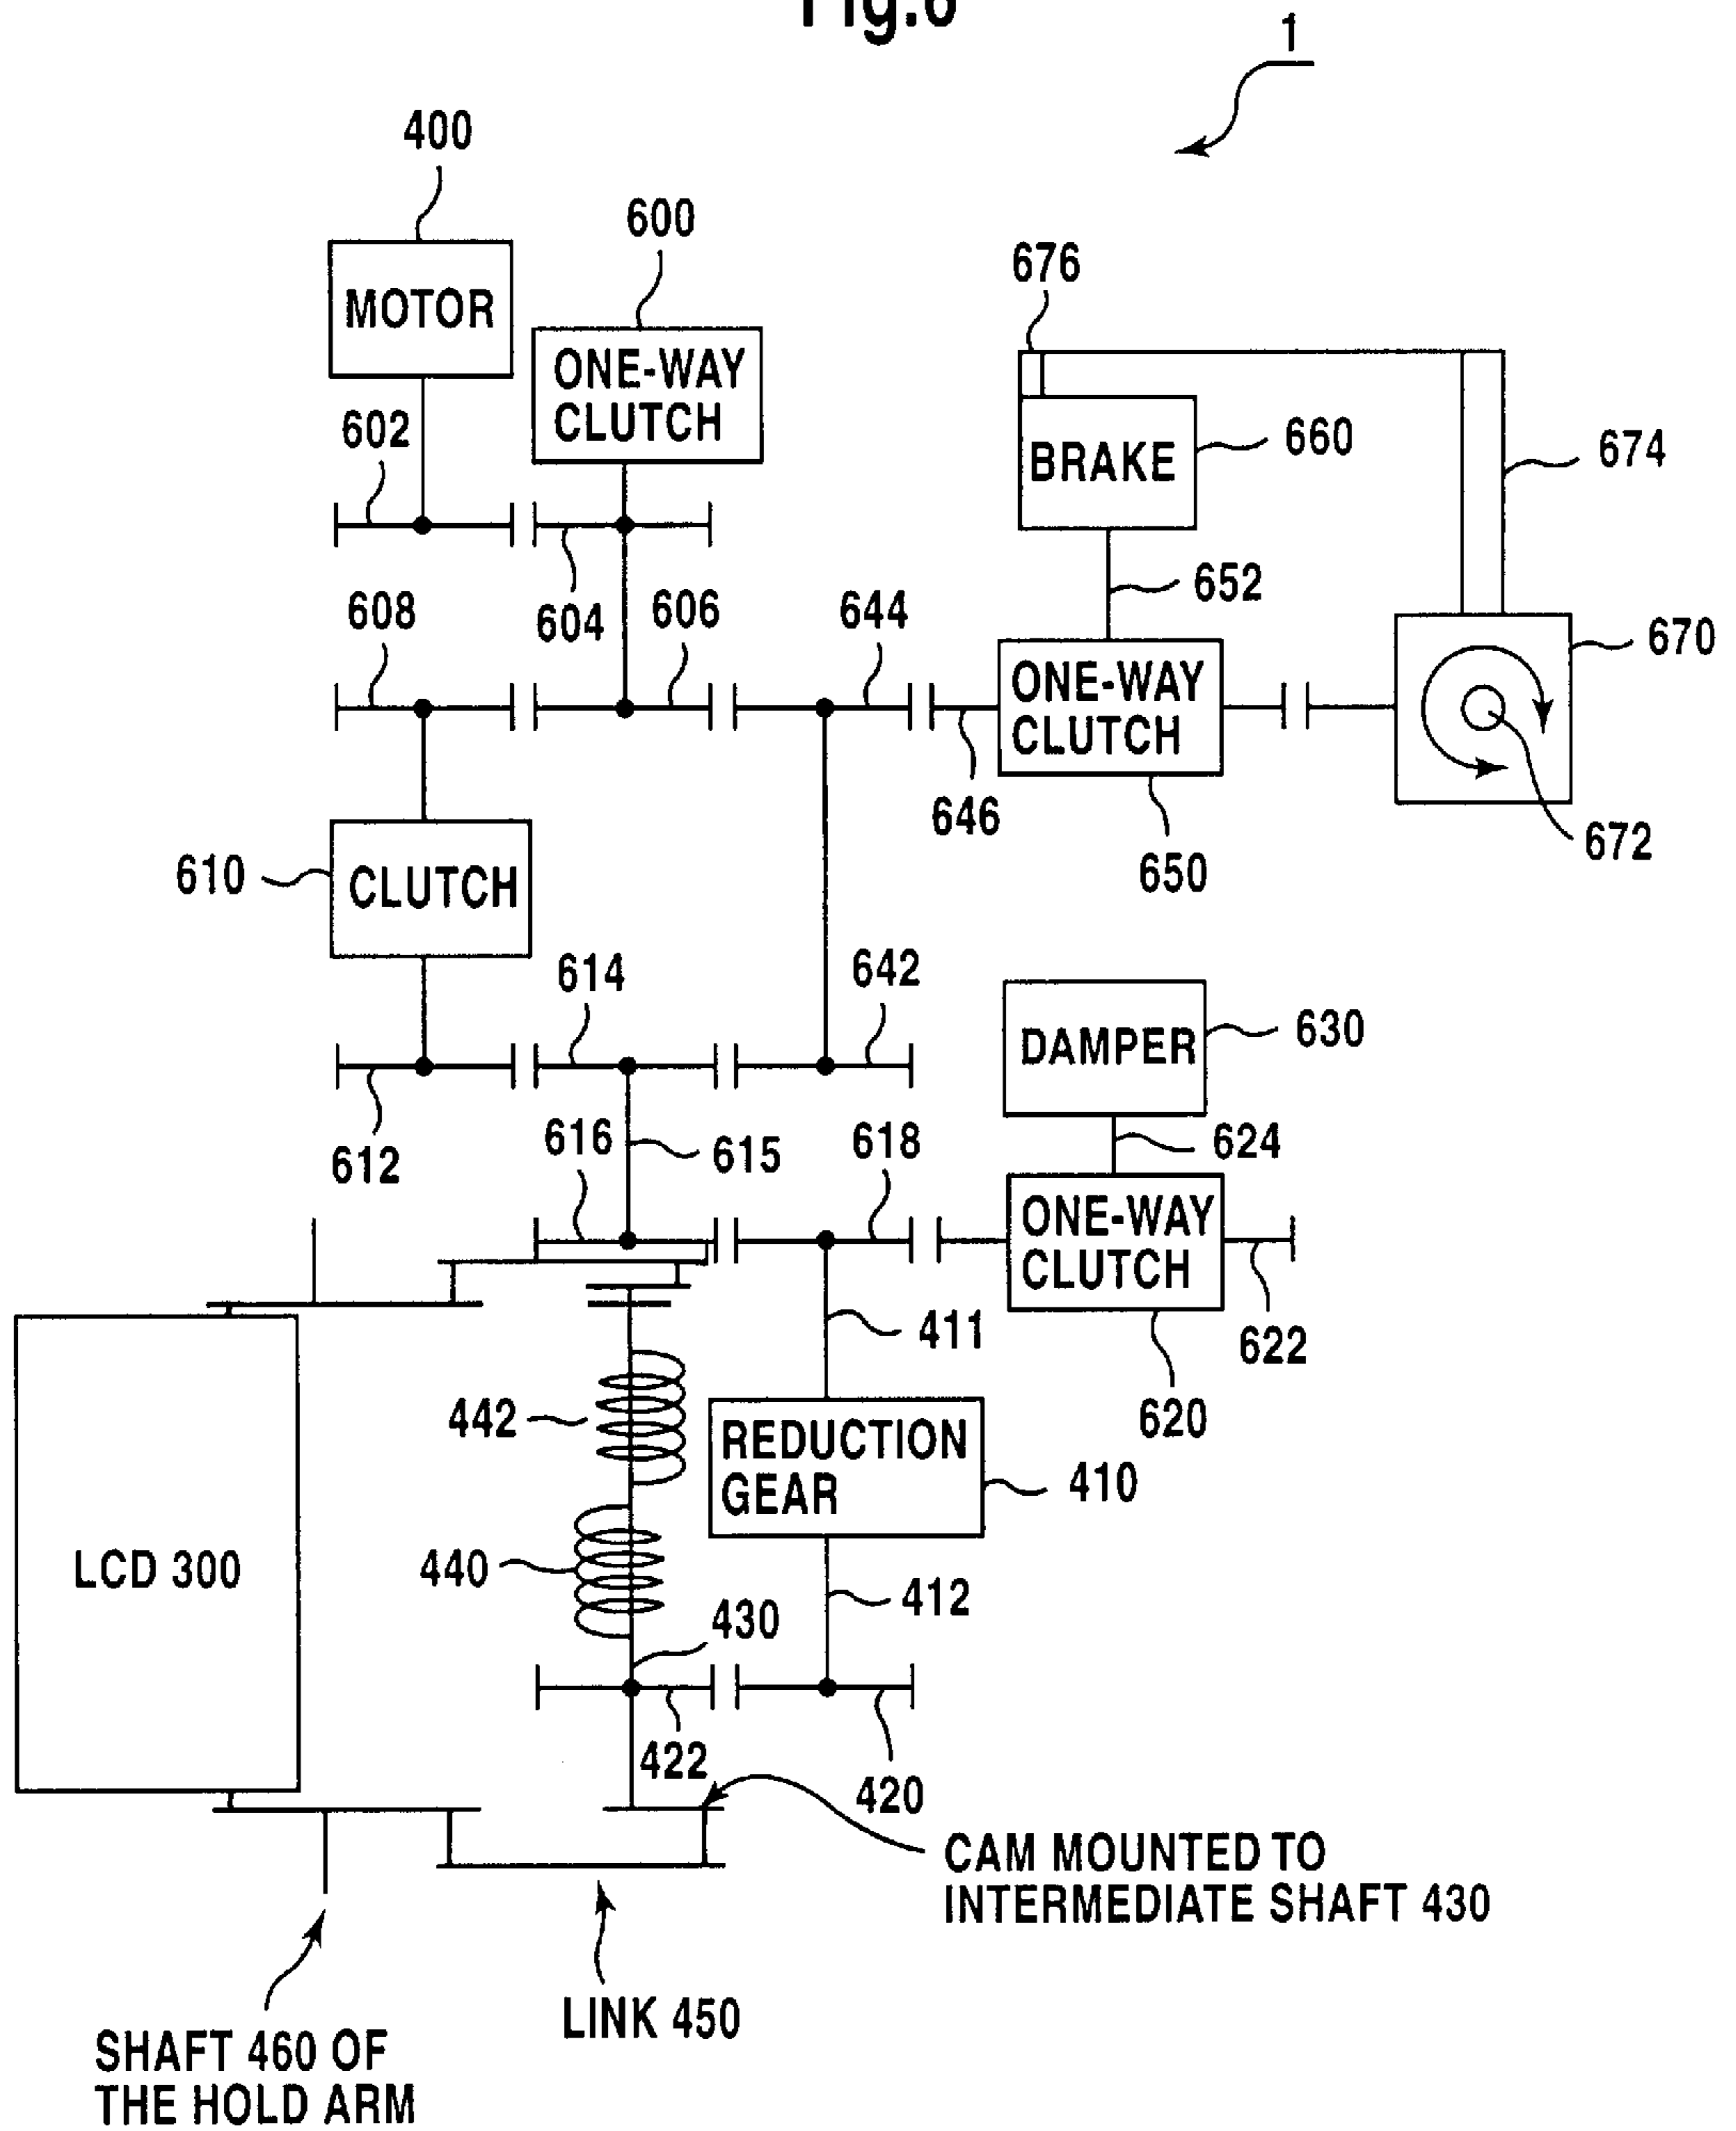 Fig.6
1
400
600
676
MOTOR
ONE-WAY
CLUTCH
602
BRAKE
660
674
652
608
604
606
644
670
ONE-WAY
CLUTCH
646
672
610
CLUTCH
650
614
642
DAMPER
630
616
615
618
624
612
ONE-WAY
CLUTCH
411
622
442
REDUCTION
GEAR
620
410
LCD 300
440
412
430
422
420
CAM MOUNTED TO
INTERMEDIATE SHAFT 430
LINK 450
SHAFT 460 OF
THE HOLD ARM